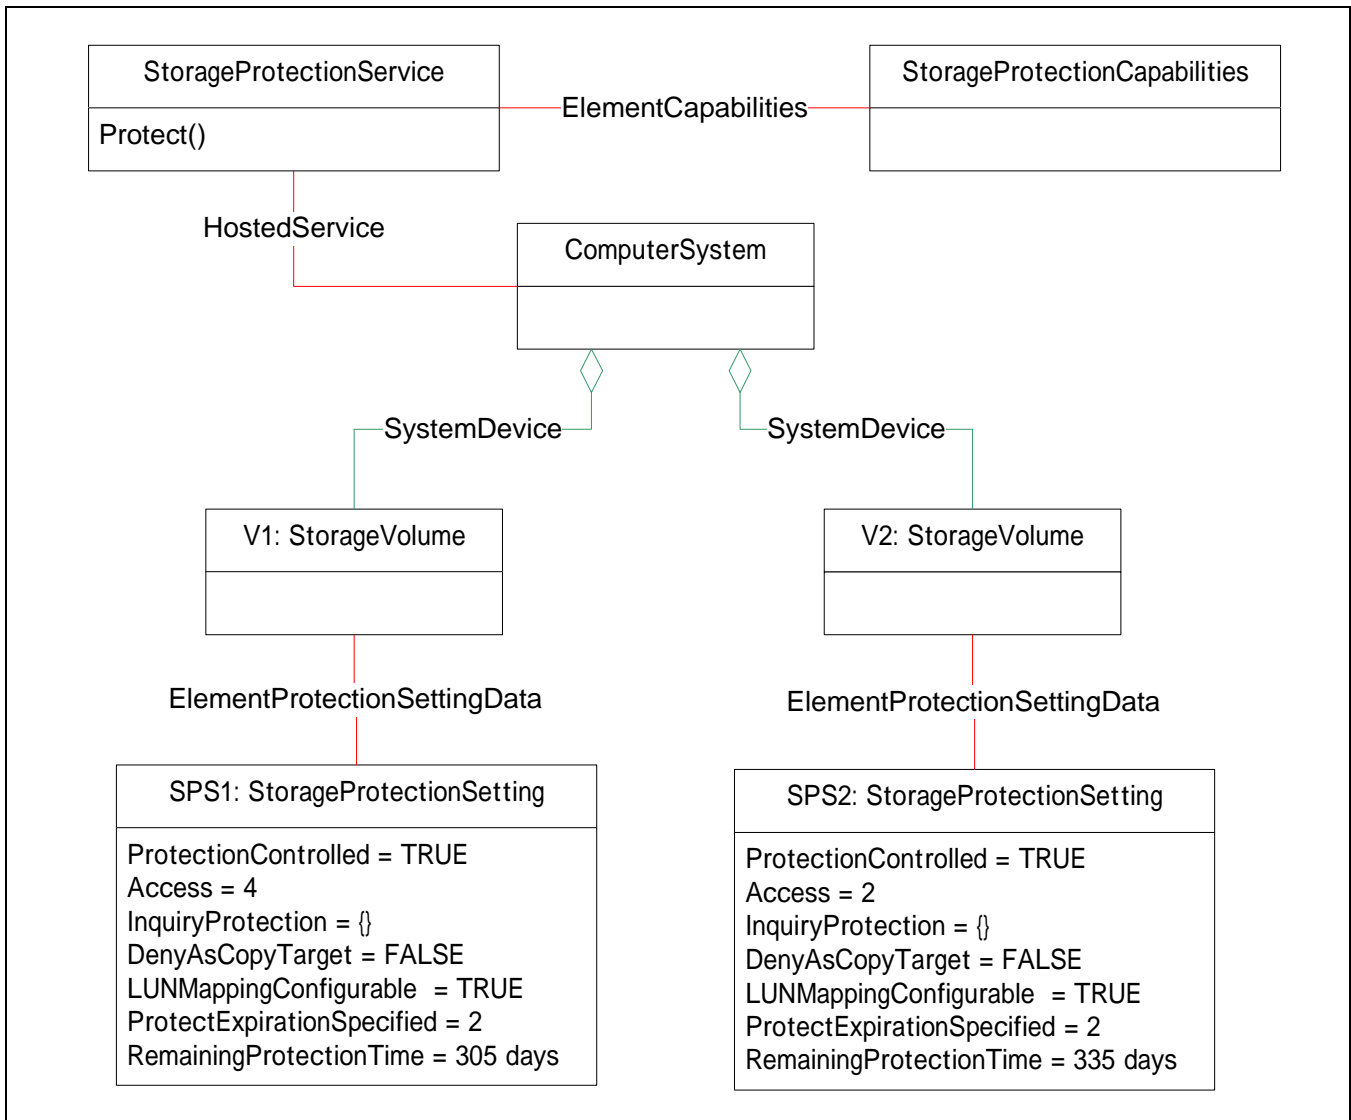 StorageProtectionService
StorageProtectionCapabilities
ElementCapabilities
Protect()
HostedService
ComputerSystem
SystemDevice
SystemDevice
V1: StorageVolume
V2: StorageVolume
ElementProtectionSettingData
ElementProtectionSettingData
SPS1: StorageProtectionSetting
ProtectionControlled = TRUE
Access = 4
InquiryProtection = {}
DenyAsCopyTarget = FALSE
LUNMappingConfigurable = TRUE
ProtectExpirationSpecified = 2
RemainingProtectionTime = 305 days
SPS2: StorageProtectionSetting
ProtectionControlled = TRUE
Access = 2
InquiryProtection = {}
DenyAsCopyTarget = FALSE
LUNMappingConfigurable = TRUE
ProtectExpirationSpecified = 2
RemainingProtectionTime = 335 days